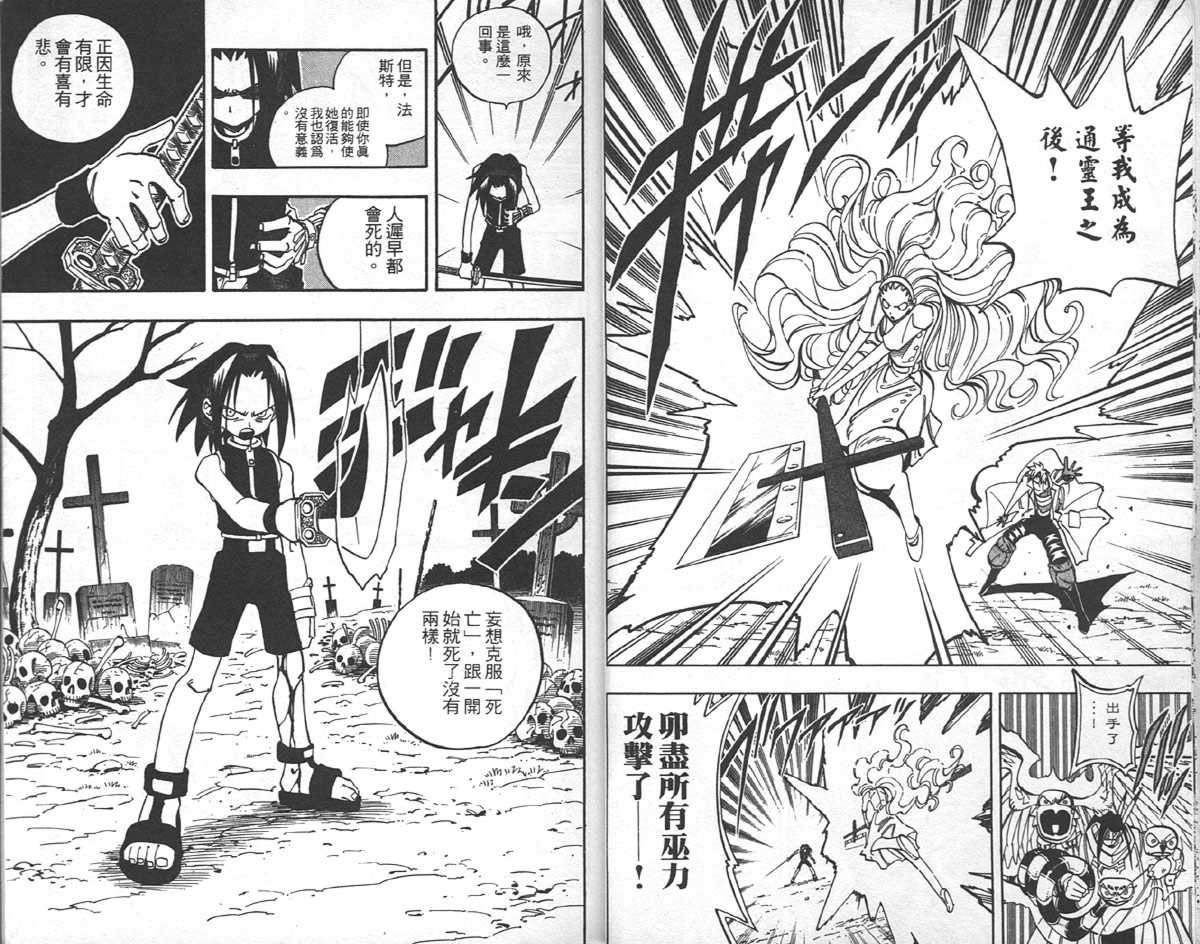 等我成為
通靈王之
後！
出手了
…！
卯盡所有巫力
攻擊了——！
哦，原來
是這麼一
回事。
但是，法
斯特，
即使你眞
的能夠使
她復活，
我也認爲
沒有意義
。
人遲早都
會死的。
正因生命
有限，才
會有喜有
悲。
妄想克服「死
亡」，跟一開
始就死了沒有
兩樣！